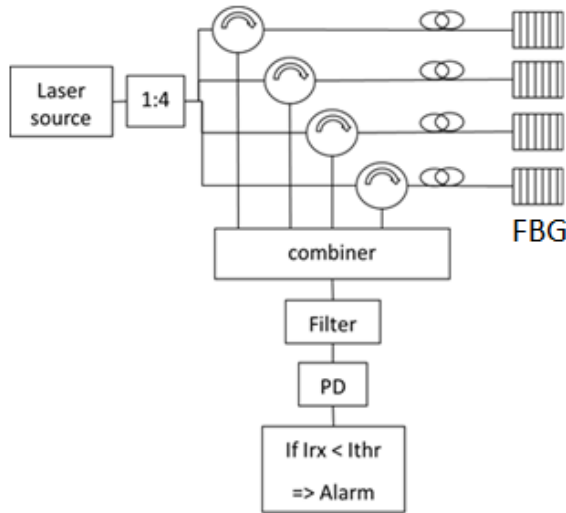 Laser
source
1:4
FBG
combiner
Filter
PD
If Irx < Ithr
=> Alarm